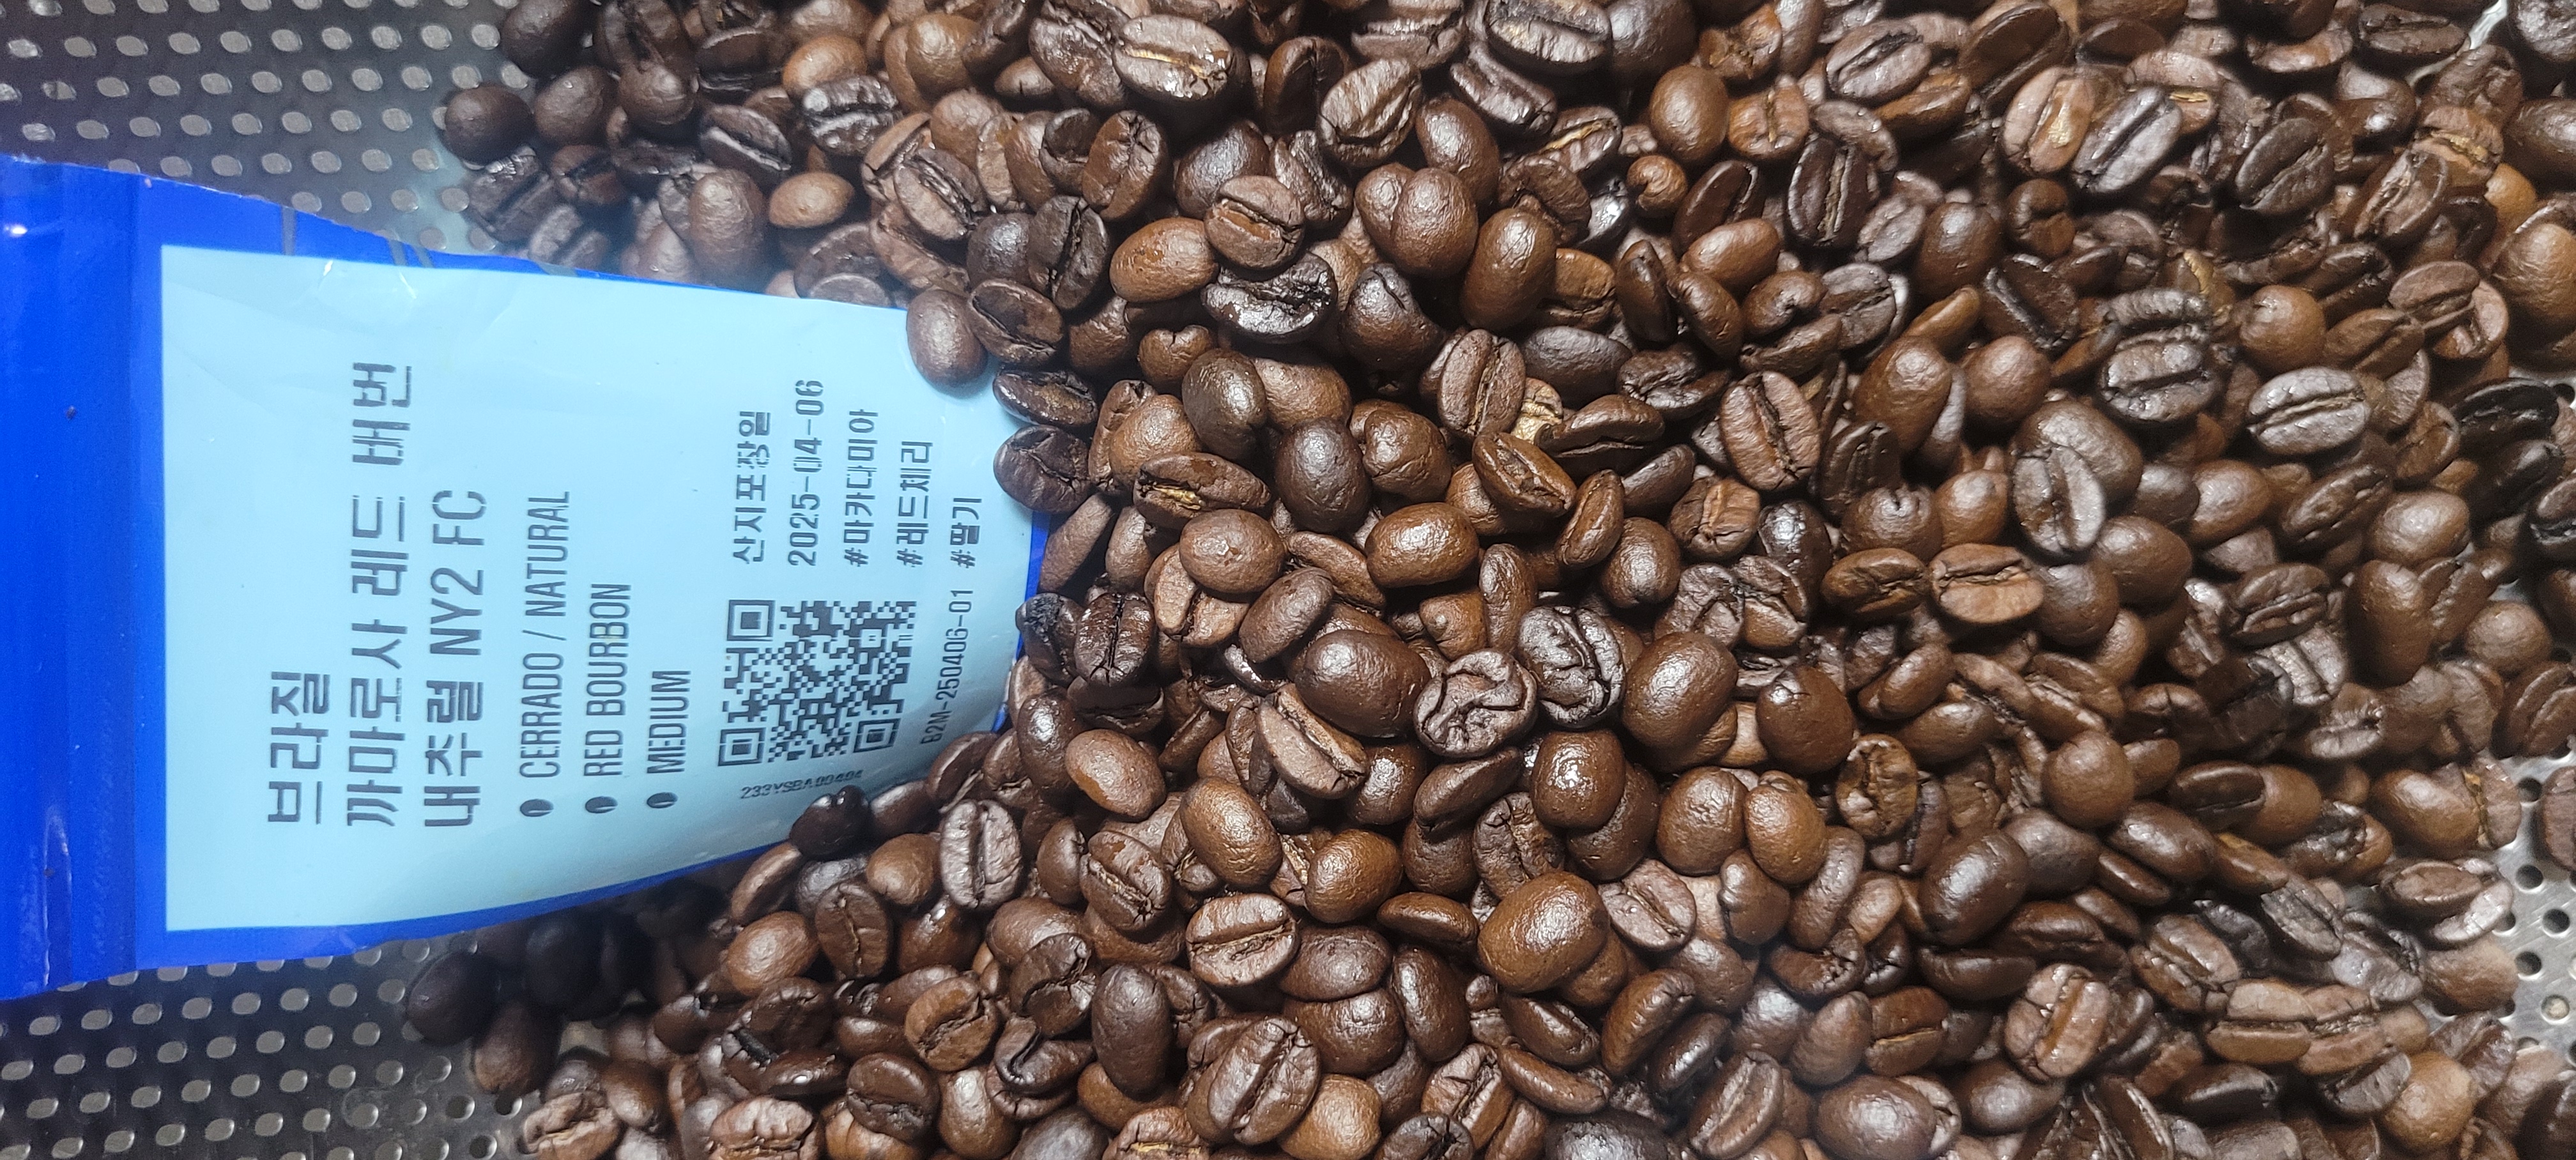 브라질
까마로사 레드 버번
내추럴 NY2 FC
CERRADO / NATURAL
RED BOURBON
MEDIUM
산지포장일
2025-04-06
#마카다미아
#레드체리
#딸기
233YSBA00404
B2M-250406-01